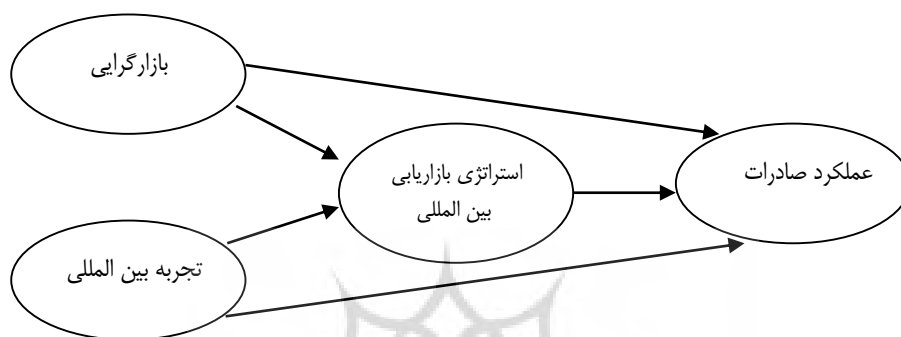 بازارگرایی
استراتژی بازاریابی
بین المللی
عملکرد صادرات
تجربه بین المللی